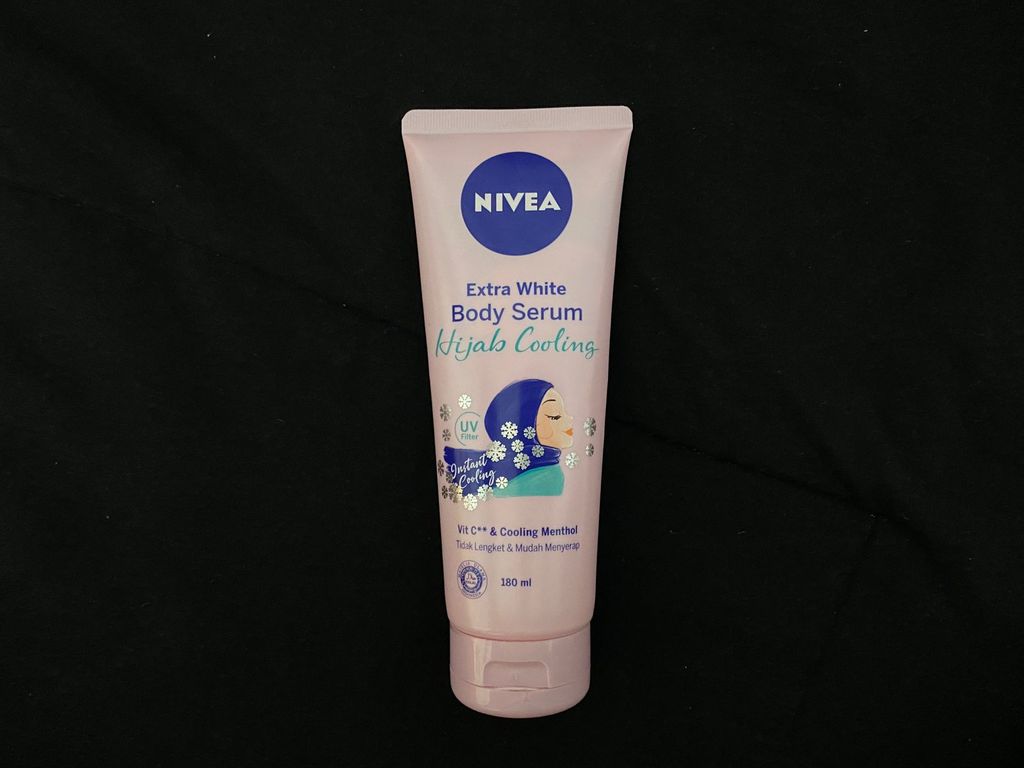 NIVEA
Extra White
Body Serum
Hijab Cooling
UV
Filter
Instant
Cooling
Vit C** & Cooling Menthol
Tidak Lengket & Mudah Menyerap
180 ml